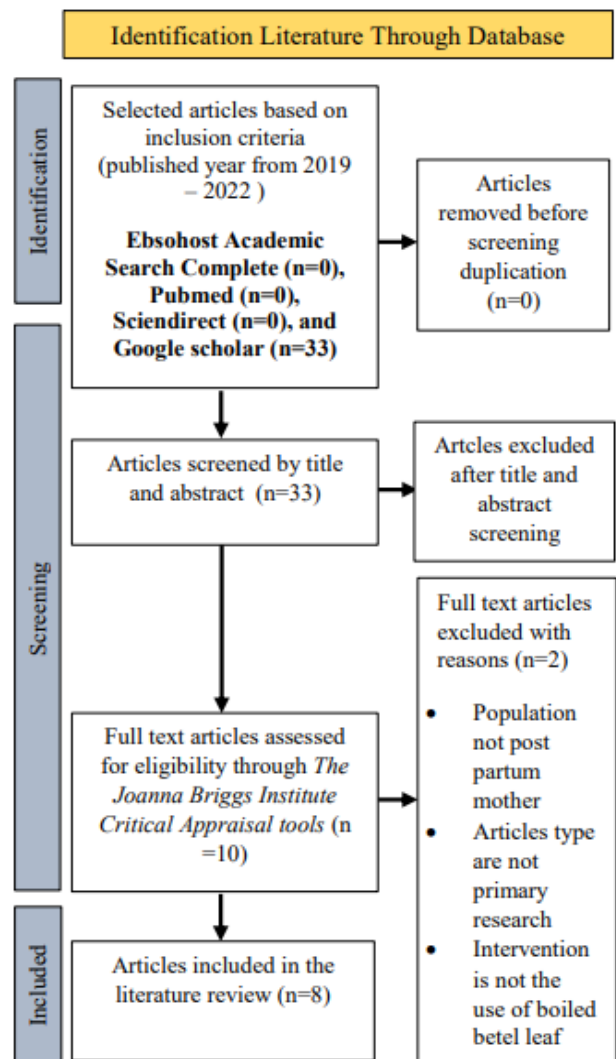 Identification Literature Through Database
Identification
Selected articles based on
inclusion criteria
(published year from 2019
– 2022 )
Ebsohost Academic
Search Complete (n=0),
Pubmed (n=0),
Sciendirect (n=0), and
Google scholar (n=33)
Articles
removed before
screening
duplication
(n=0)
Screening
Articles screened by title
and abstract  (n=33)
Artcles excluded
after title and
abstract
screening
Full text articles assessed
for eligibility through The
Joanna Briggs Institute
Critical Appraisal tools (n
=10)
Full text articles
excluded with
reasons (n=2)
• Population
not post
partum
mother
• Articles type
are not
primary
research
• Intervention
is not the
use of boiled
betel leaf
Included
Articles included in the
literature review (n=8)